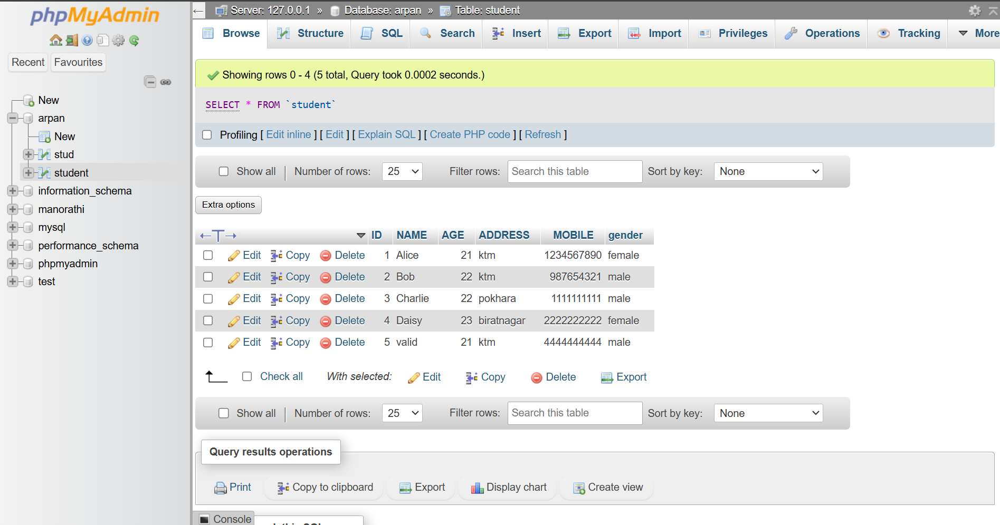 phpMyAdmin
Recent Favourites
New
arpan
New
stud
student
information_schema
manorathi
mysql
performance_schema
phpmyadmin
test
Server: 127.0.0.1 » Database: arpan » Table: student
Browse Structure SQL Search Insert Export Import Privileges Operations Tracking More
Showing rows 0 - 4 (5 total, Query took 0.0002 seconds.)
SELECT * FROM `student`
Profiling [ Edit inline ] [ Edit ] [ Explain SQL ] [ Create PHP code ] [ Refresh ]
Show all Number of rows: 25 Filter rows: Search this table Sort by key: None
Extra options
ID NAME AGE ADDRESS MOBILE gender
Edit Copy Delete 1 Alice 21 ktm 1234567890 female
Edit Copy Delete 2 Bob 22 ktm 987654321 male
Edit Copy Delete 3 Charlie 22 pokhara 1111111111 male
Edit Copy Delete 4 Daisy 23 biratnagar 2222222222 female
Edit Copy Delete 5 valid 21 ktm 4444444444 male
Check all With selected: Edit Copy Delete Export
Show all Number of rows: 25 Filter rows: Search this table Sort by key: None
Query results operations
Print Copy to clipboard Export Display chart Create view
Console